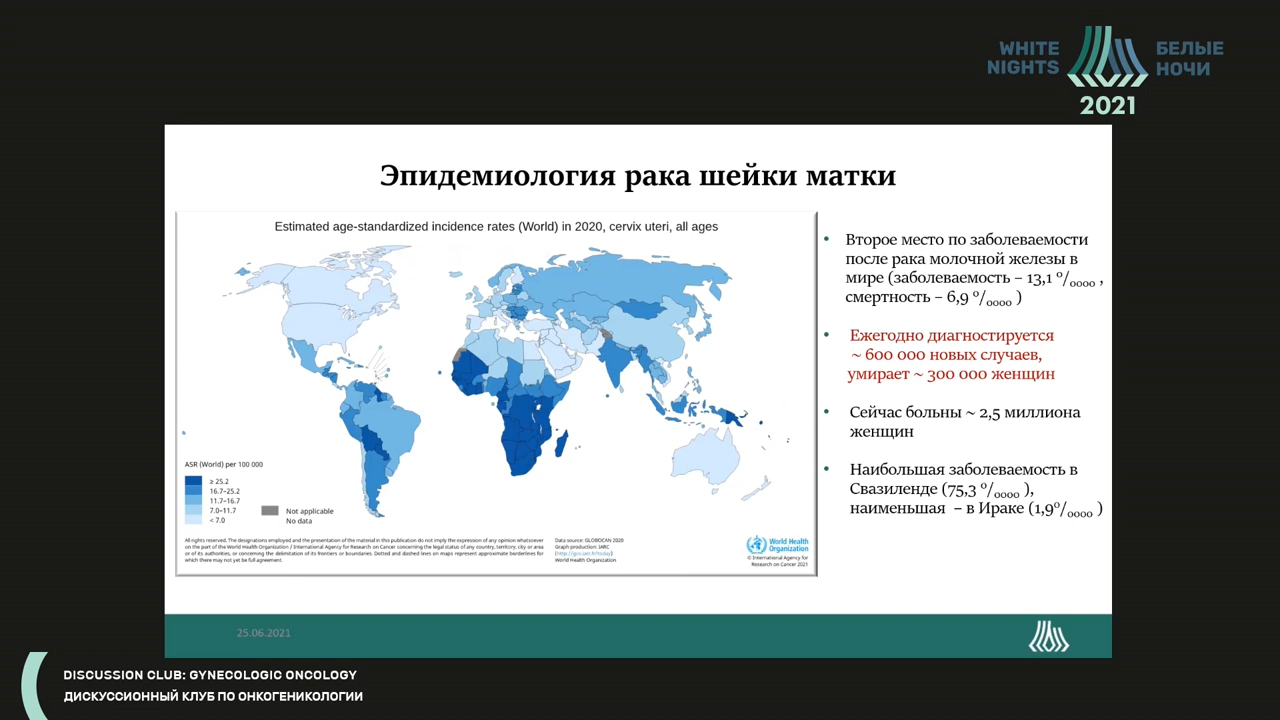 WHITE NIGHTS
БЕЛЫЕ НОЧИ
2021
Эпидемиология рака шейки матки
Estimated age-standardized incidence rates (World) in 2020, cervix uteri, all ages
ASR (World) per 100 000
≥ 25.2
16.7–25.2
11.7–16.7
7.0–11.7
< 7.0
Not applicable
No data
All rights reserved. The designations employed and the presentation of the material in this publication do not imply the expression of any opinion whatsoever
on the part of the World Health Organization / International Agency for Research on Cancer concerning the legal status of any country, territory, city or area
or of its authorities, or concerning the delimitation of its frontiers or boundaries. Dotted and dashed lines on maps represent approximate borderlines for
which there may not yet be full agreement.
Data source: GLOBOCAN 2020
Graph production: IARC
(http://gco.iarc.fr/today)
World Health Organization
World Health
Organization
© International Agency for
Research on Cancer 2021
• Второе место по заболеваемости
после рака молочной железы в
мире (заболеваемость – 13,1 º/₀₀₀₀ ,
смертность – 6,9 º/₀₀₀₀ )
• Ежегодно диагностируется
~ 600 000 новых случаев,
умирает ~ 300 000 женщин
• Сейчас больны ~ 2,5 миллиона
женщин
• Наибольшая заболеваемость в
Свазиленде (75,3 º/₀₀₀₀ ),
наименьшая – в Ираке (1,9º/₀₀₀₀ )
25.06.2021
DISCUSSION CLUB: GYNECOLOGIC ONCOLOGY
ДИСКУССИОННЫЙ КЛУБ ПО ОНКОГЕНИКОЛОГИИ